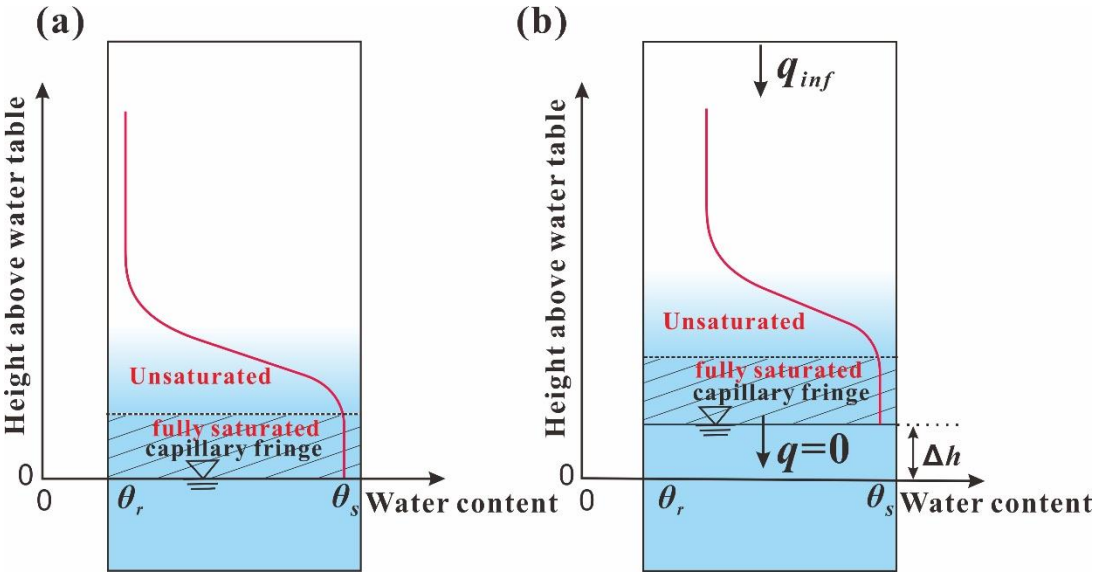 (a)
Height above water table
Unsaturated
fully saturated
capillary fringe
0
0
θr
θs
Water content
(b)
qinf
Height above water table
Unsaturated
fully saturated
capillary fringe
q=0
Δh
0
0
θr
θs
Water content